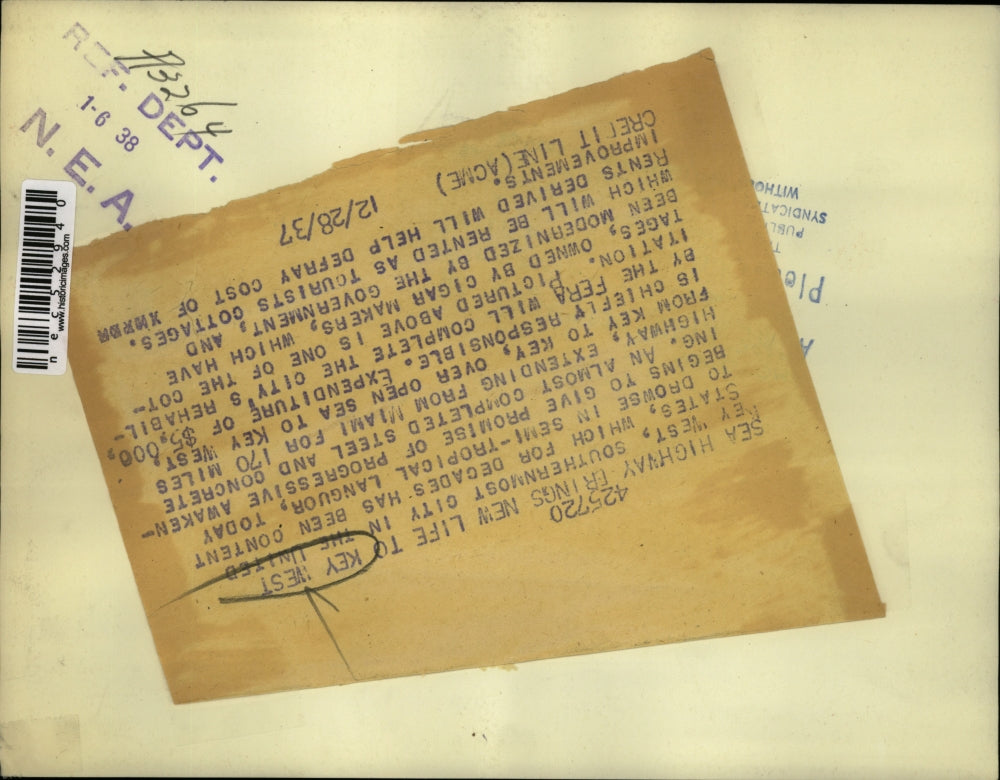 REF. DEPT.
1-6 38
N. E. A.
P3264
necs52940
www.historicimages.com
425720
SEA HIGHWAY BRINGS NEW LIFE TO KEY WEST
KEY WEST, SOUTHERNMOST CITY IN THE UNITED
STATES, WHICH FOR DECADES HAS BEEN CONTENT
TO DROWSE IN SEMI-TROPICAL LANGUOR, TODAY
BEGINS TO GIVE PROMISE OF PROGRESSIVE AWAKEN-
ING. AN ALMOST COMPLETED STEEL AND CONCRETE
HIGHWAY, EXTENDING FROM MIAMI FOR 170 MILES
FROM KEY TO KEY, OVER OPEN SEA TO KEY WEST,
IS CHIEFLY RESPONSIBLE. EXPENDITURE, OF $5,000,
BY THE FERA WILL COMPLETE THE CITY'S REHABIL-
ITATION. PICTURED ABOVE IS ONE OF THE COT-
TAGES, OWNED BY CIGAR MAKERS, WHICH HAVE
BEEN MODERNIZED BY THE GOVERNMENT, AND
WHICH WILL BE RENTED AS TOURISTS COTTAGES.
RENTS DERIVED WILL HELP DEFRAY COST OF
IMPROVEMENTS.
CREDIT LINE (ACME) 12/28/37